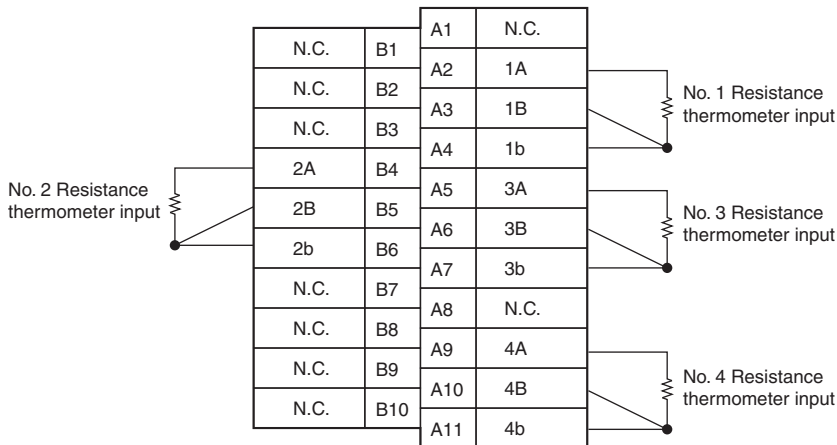 A1 N.C.
N.C. B1
A2 1A
N.C. B2
A3 1B
N.C. B3
A4 1b
No. 1 Resistance
thermometer input
2A B4
A5 3A
No. 2 Resistance
thermometer input
2B B5
A6 3B
No. 3 Resistance
thermometer input
2b B6
A7 3b
N.C. B7
A8 N.C.
N.C. B8
A9 4A
N.C. B9
A10 4B
No. 4 Resistance
thermometer input
N.C. B10
A11 4b